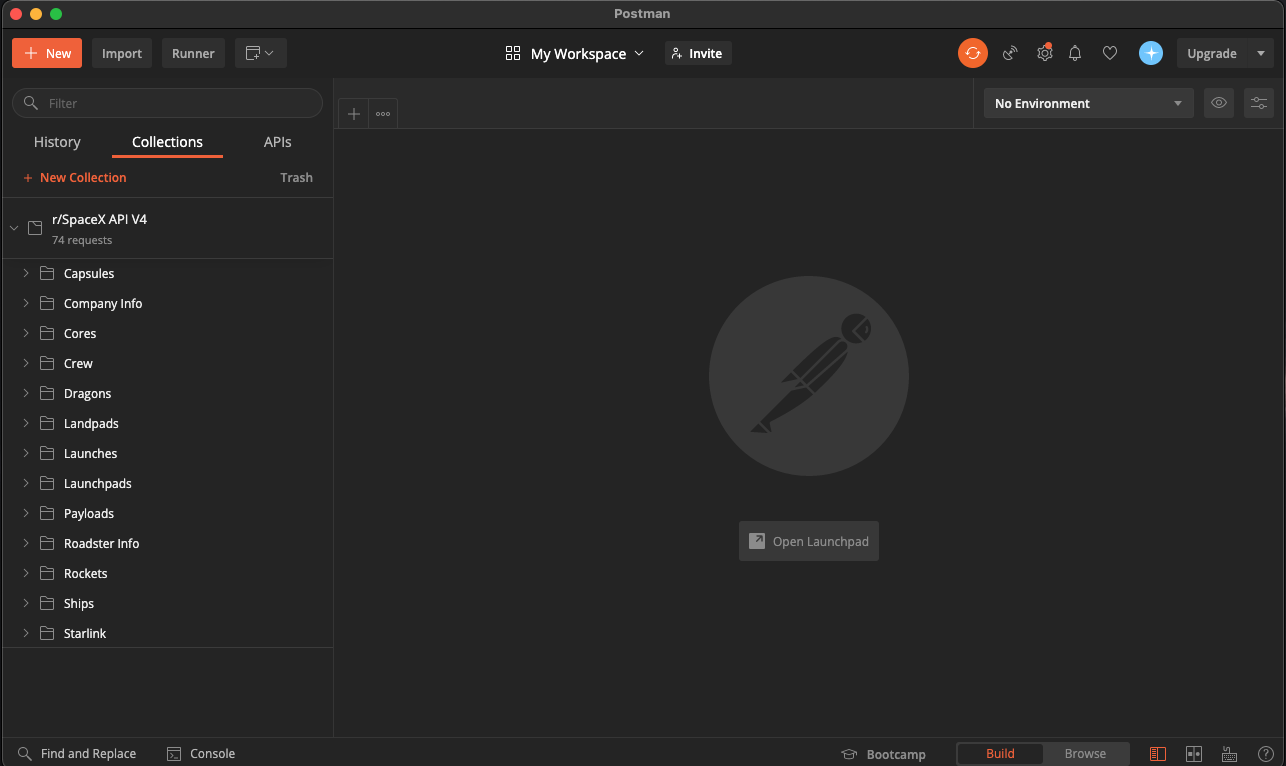 Postman
New
Import
Runner
My Workspace
Invite
Upgrade
Filter
No Environment
History
Collections
APIs
+ New Collection
Trash
r/SpaceX API V4
74 requests
Capsules
Company Info
Cores
Crew
Dragons
Landpads
Launches
Launchpads
Payloads
Roadster Info
Rockets
Ships
Starlink
Open Launchpad
Find and Replace
Console
Bootcamp
Build
Browse